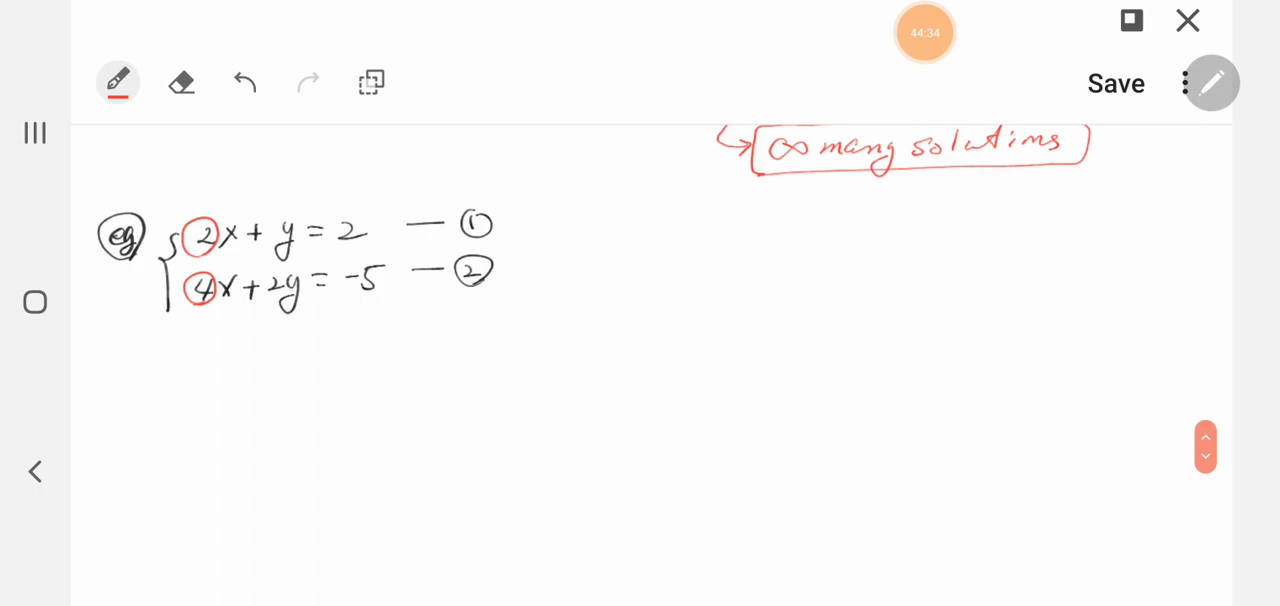 44:34
Save
∞ many solutions
eg 2x + y = 2 — ①
4x + 2y = -5 — ②